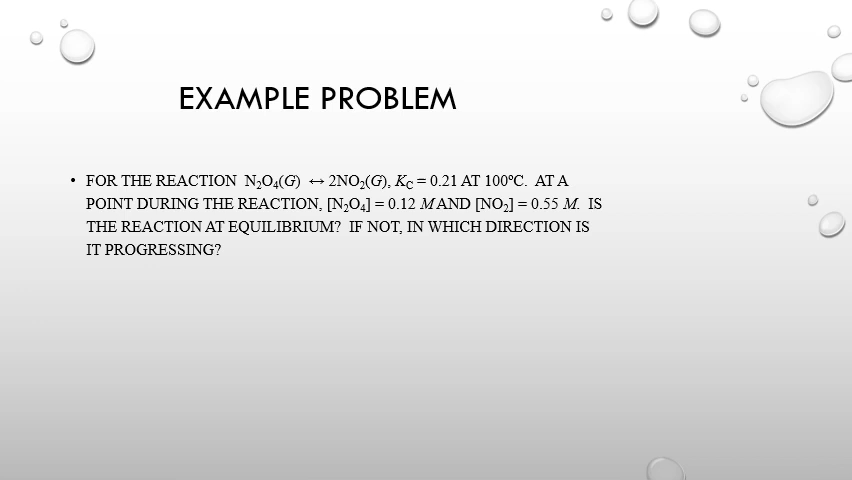 EXAMPLE PROBLEM
• FOR THE REACTION N₂O₄(G) ↔ 2NO₂(G), KC = 0.21 AT 100ºC. AT A
POINT DURING THE REACTION, [N₂O₄] = 0.12 M AND [NO₂] = 0.55 M. IS
THE REACTION AT EQUILIBRIUM? IF NOT, IN WHICH DIRECTION IS
IT PROGRESSING?